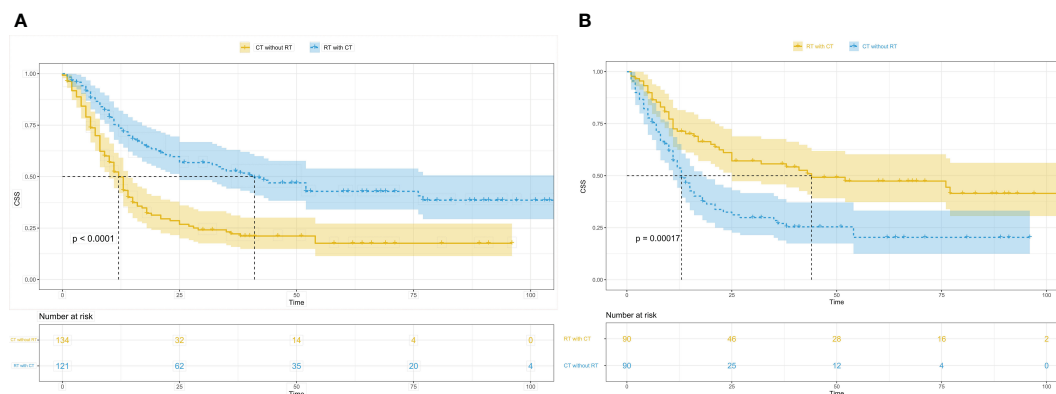 A
CT without RT RT with CT
1.00
0.75
0.50
0.25
0.00
CSS
p < 0.0001
0 25 50 75 100
Time
Number at risk
CT without RT 134 32 14 4 0
RT with CT 121 62 35 20 4
0 25 50 75 100
Time
B
RT with CT CT without RT
1.00
0.75
0.50
0.25
0.00
CSS
p = 0.00017
0 25 50 75 100
Time
Number at risk
RT with CT 90 48 28 16 2
CT without RT 90 25 12 4 0
0 25 50 75 100
Time